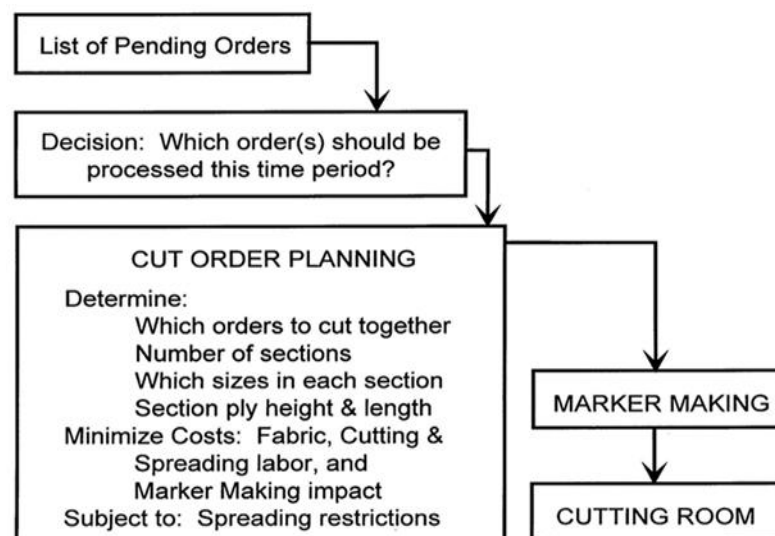 List of Pending Orders
Decision: Which order(s) should be
processed this time period?
CUT ORDER PLANNING
Determine:
Which orders to cut together
Number of sections
Which sizes in each section
Section ply height & length
Minimize Costs: Fabric, Cutting &
Spreading labor, and
Marker Making impact
Subject to: Spreading restrictions
MARKER MAKING
CUTTING ROOM